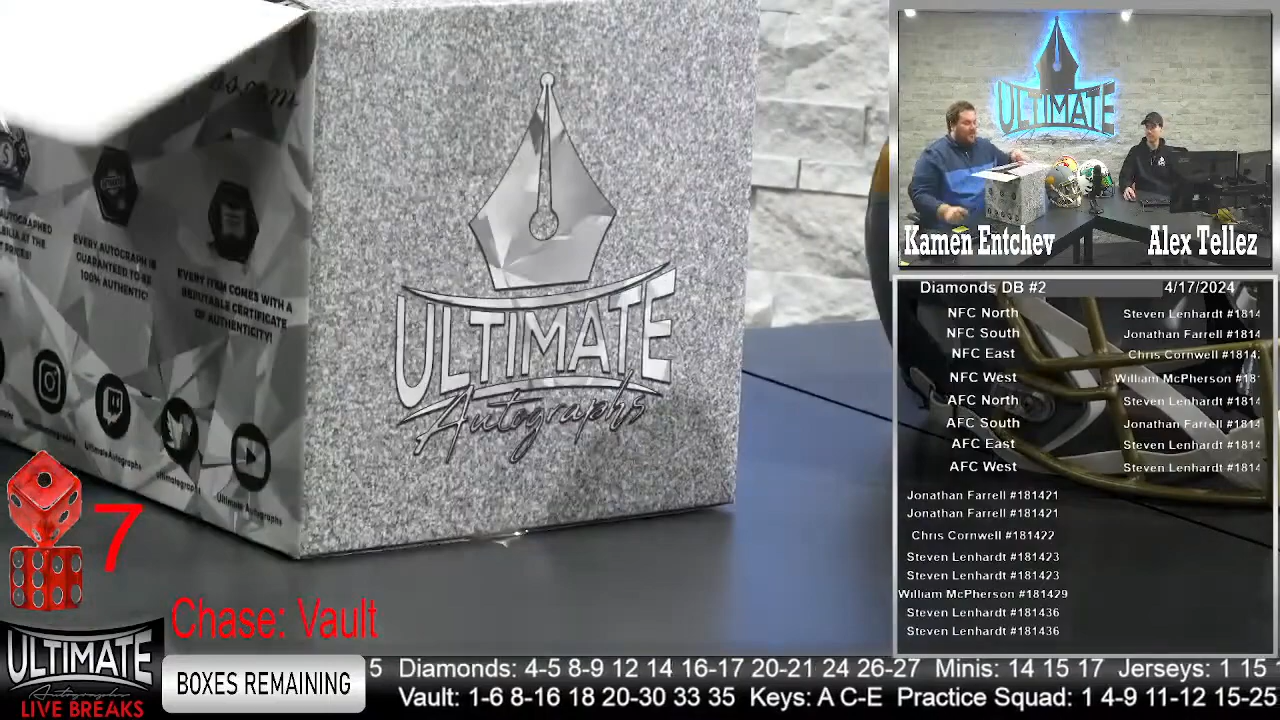 AUTOGRAPHED
EVERY AUTOGRAPH IS
GUARANTEED TO BE
100% AUTHENTIC!
EVERY ITEM COMES WITH A
REPUTABLE CERTIFICATE
OF AUTHENTICITY!
UltimateAutographs
Ultimate Autographs
ULTIMATE
Autographs
7
Chase: Vault
ULTIMATE
Autographs
LIVE BREAKS
BOXES REMAINING
5 Diamonds: 4-5 8-9 12 14 16-17 20-21 24 26-27 Minis: 14 15 17 Jerseys: 1 15
Vault: 1-6 8-16 18 20-30 33 35 Keys: A C-E Practice Squad: 1 4-9 11-12 15-25
ULTIMATE
Kamen Entchev
Alex Tellez
Diamonds DB #2 4/17/2024
NFC North Steven Lenhardt #1814
NFC South Jonathan Farrell #1814
NFC East Chris Cornwell #1814
NFC West William McPherson #18
AFC North Steven Lenhardt #1814
AFC South Jonathan Farrell #1814
AFC East Steven Lenhardt #1814
AFC West Steven Lenhardt #1814
Jonathan Farrell #181421
Jonathan Farrell #181421
Chris Cornwell #181422
Steven Lenhardt #181423
Steven Lenhardt #181423
William McPherson #181429
Steven Lenhardt #181436
Steven Lenhardt #181436